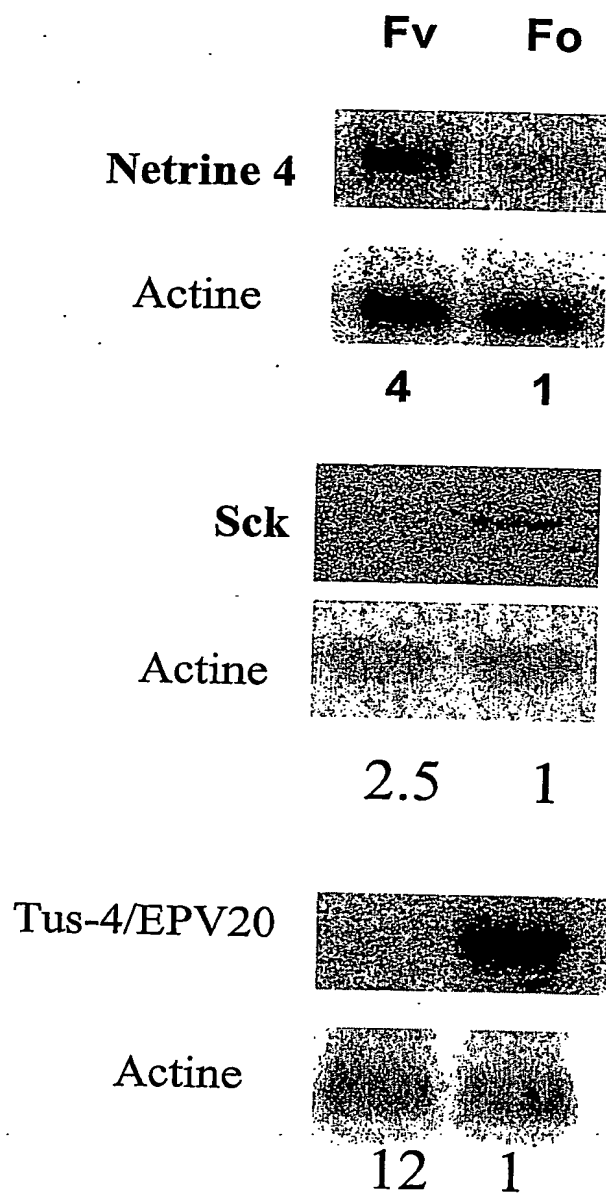 Fv Fo
Netrine 4
Actine
4 1
Sck
Actine
2.5 1
Tus-4/EPV20
Actine
12 1